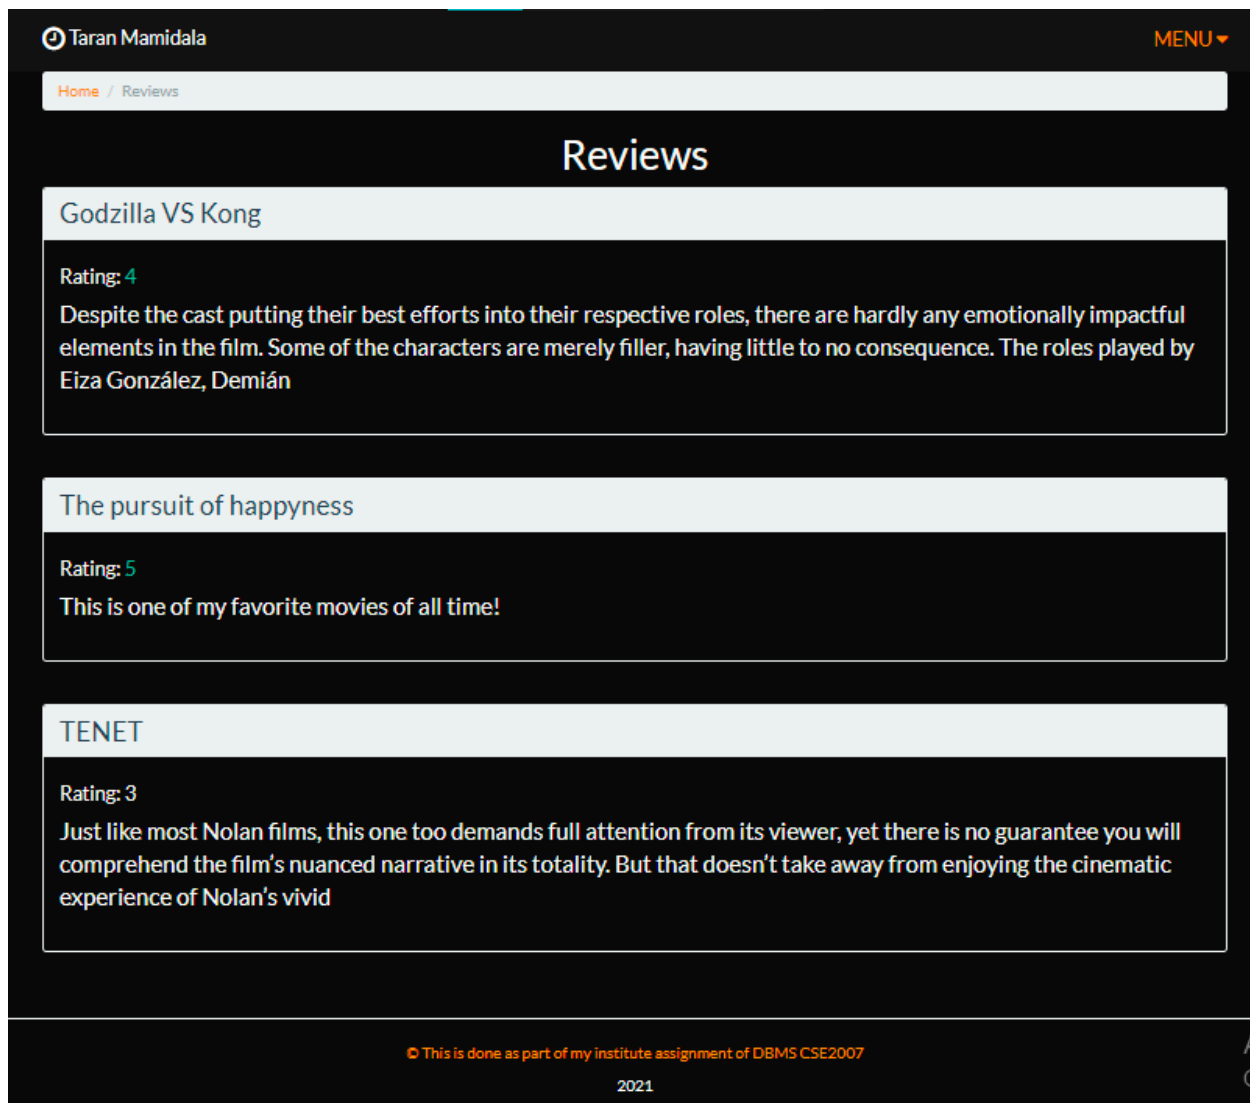 Taran Mamidala
MENU
Home / Reviews
Reviews
Godzilla VS Kong
Rating: 4
Despite the cast putting their best efforts into their respective roles, there are hardly any emotionally impactful
elements in the film. Some of the characters are merely filler, having little to no consequence. The roles played by
Eiza González, Demián
The pursuit of happyness
Rating: 5
This is one of my favorite movies of all time!
TENET
Rating: 3
Just like most Nolan films, this one too demands full attention from its viewer, yet there is no guarantee you will
comprehend the film's nuanced narrative in its totality. But that doesn't take away from enjoying the cinematic
experience of Nolan's vivid
© This is done as part of my institute assignment of DBMS CSE2007
2021